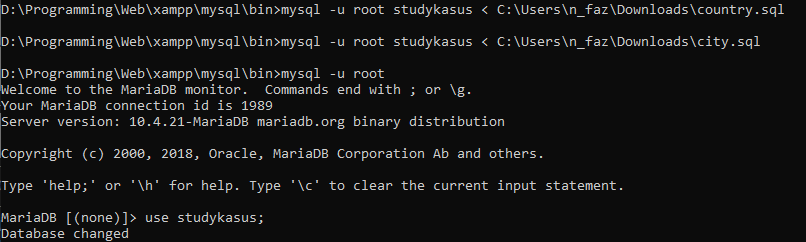 D:\Programming\Web\xampp\mysql\bin>mysql -u root studykasus < C:\Users\n_faz\Downloads\country.sql
D:\Programming\Web\xampp\mysql\bin>mysql -u root studykasus < C:\Users\n_faz\Downloads\city.sql
D:\Programming\Web\xampp\mysql\bin>mysql -u root
Welcome to the MariaDB monitor.  Commands end with ; or \g.
Your MariaDB connection id is 1989
Server version: 10.4.21-MariaDB mariadb.org binary distribution
Copyright (c) 2000, 2018, Oracle, MariaDB Corporation Ab and others.
Type 'help;' or '\h' for help. Type '\c' to clear the current input statement.
MariaDB [(none)]> use studykasus;
Database changed